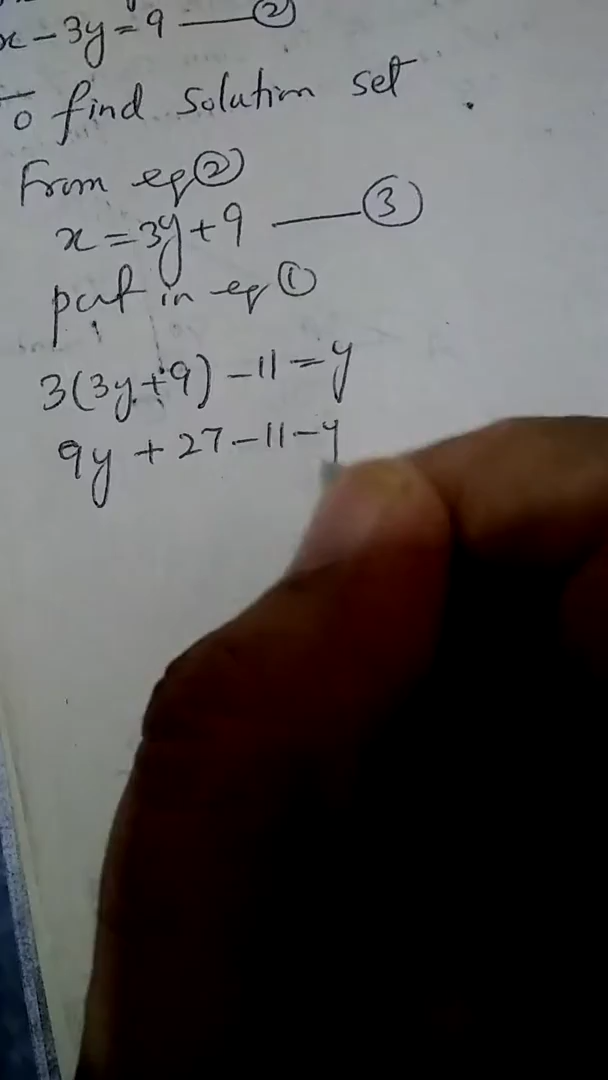 x - 3y = 9 — ②
To find solution set
From eq ②
x = 3y + 9 — ③
put in eq ①
3(3y + 9) - 11 = y
9y + 27 - 11 - y